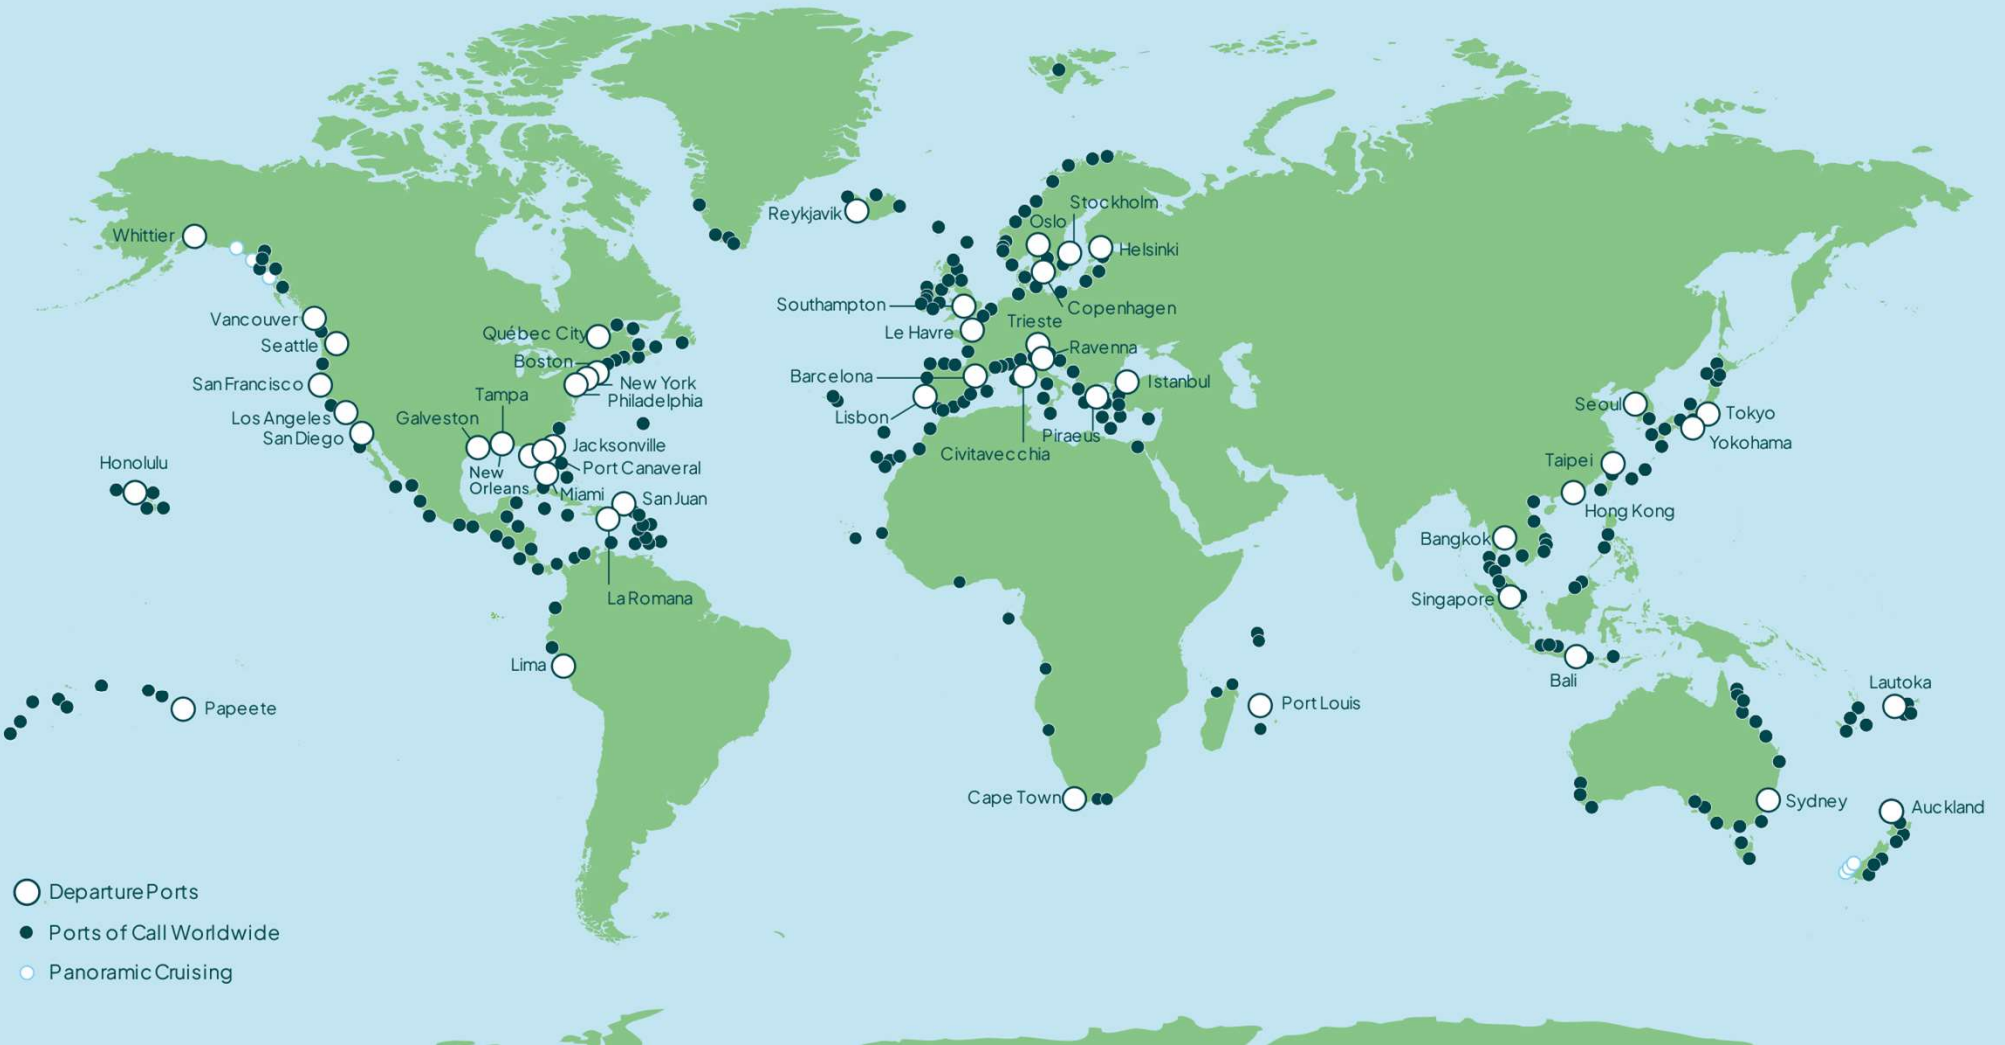 Whittier
Vancouver
Seattle
San Francisco
Los Angeles
San Diego
Honolulu
Papeete
Québec City
Boston
New York
Philadelphia
Tampa
Galveston
New
Orleans
Jacksonville
Port Canaveral
Miami
San Juan
La Romana
Lima
Reykjavik
Southampton
Le Havre
Barcelona
Lisbon
Oslo
Stockholm
Helsinki
Copenhagen
Trieste
Ravenna
Istanbul
Piraeus
Civitavecchia
Cape Town
Port Louis
Seoul
Tokyo
Yokohama
Taipei
Hong Kong
Bangkok
Singapore
Bali
Lautoka
Sydney
Auckland
Departure Ports
Ports of Call Worldwide
Panoramic Cruising